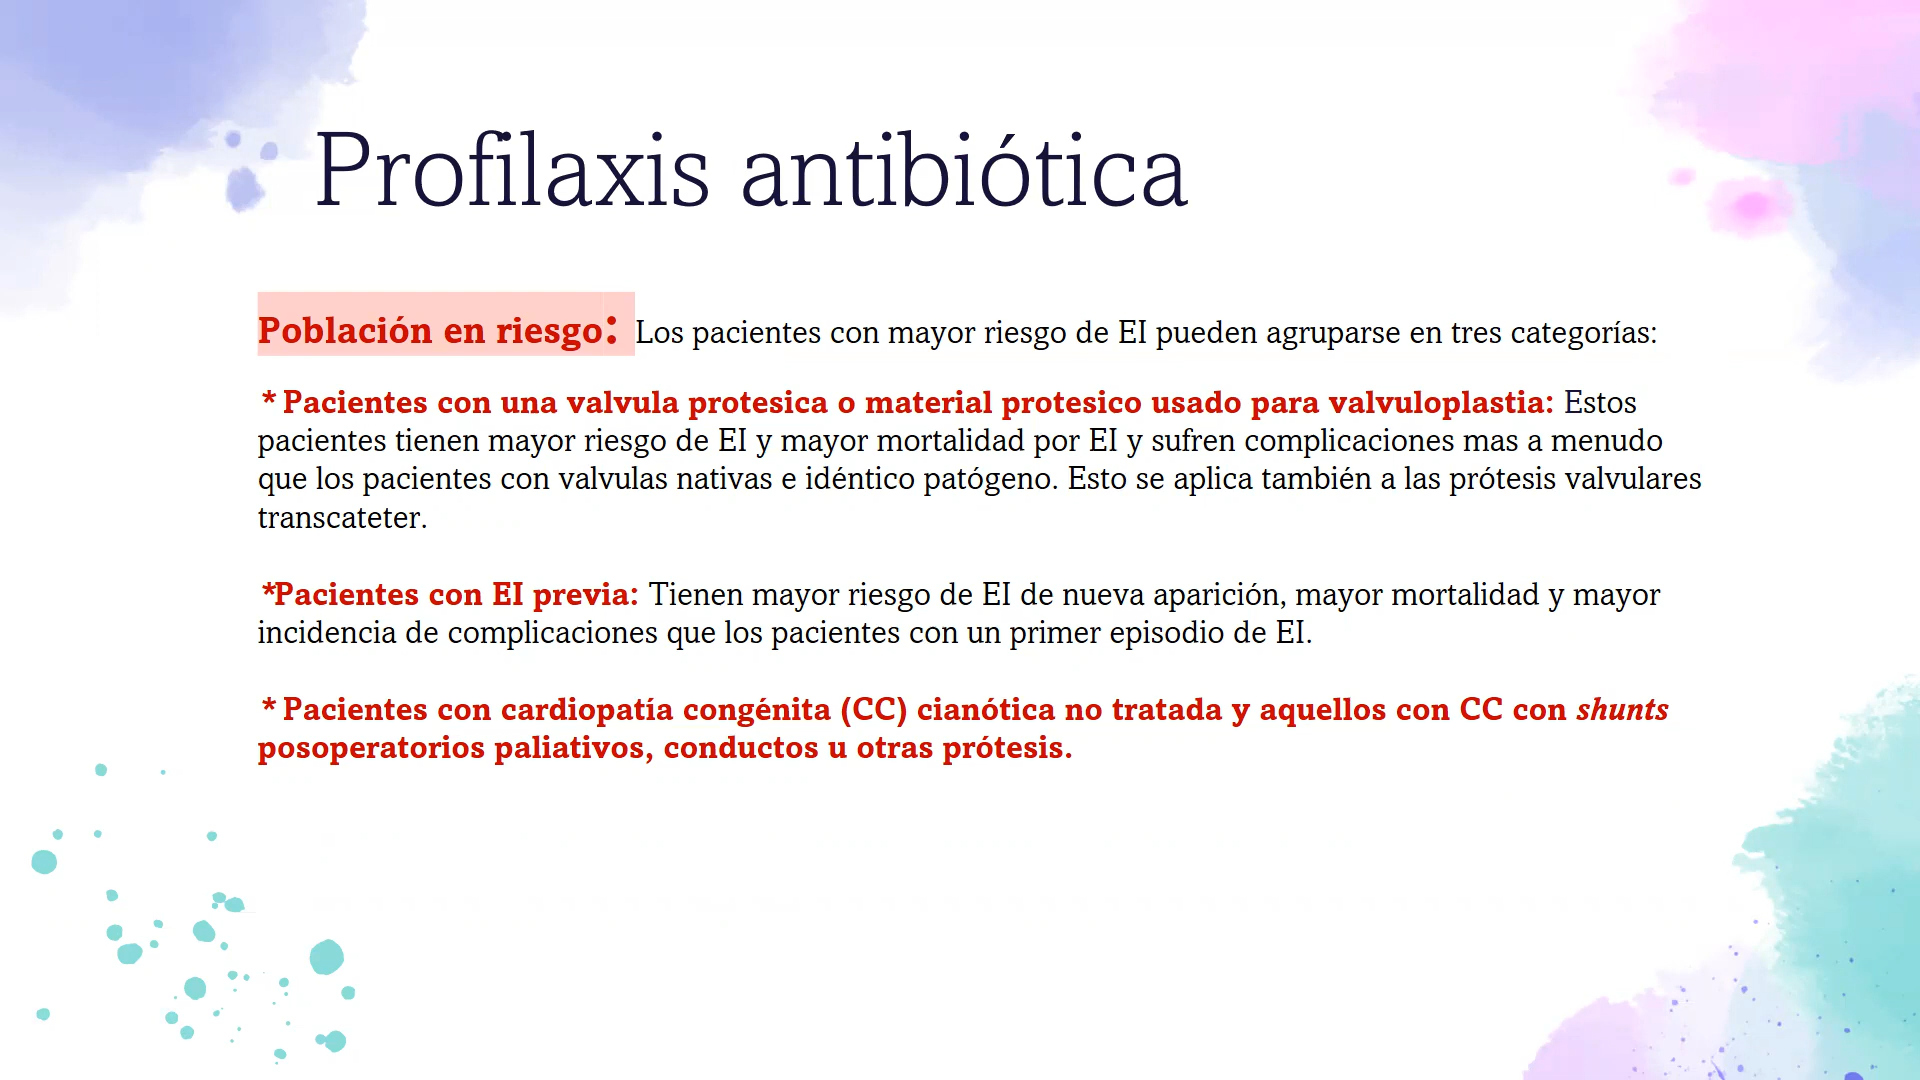 Profilaxis antibiótica
Población en riesgo: Los pacientes con mayor riesgo de EI pueden agruparse en tres categorías:
* Pacientes con una valvula protesica o material protesico usado para valvuloplastia: Estos
pacientes tienen mayor riesgo de EI y mayor mortalidad por EI y sufren complicaciones mas a menudo
que los pacientes con valvulas nativas e idéntico patógeno. Esto se aplica también a las prótesis valvulares
transcateter.
*Pacientes con EI previa: Tienen mayor riesgo de EI de nueva aparición, mayor mortalidad y mayor
incidencia de complicaciones que los pacientes con un primer episodio de EI.
* Pacientes con cardiopatía congénita (CC) cianótica no tratada y aquellos con CC con shunts
posoperatorios paliativos, conductos u otras prótesis.